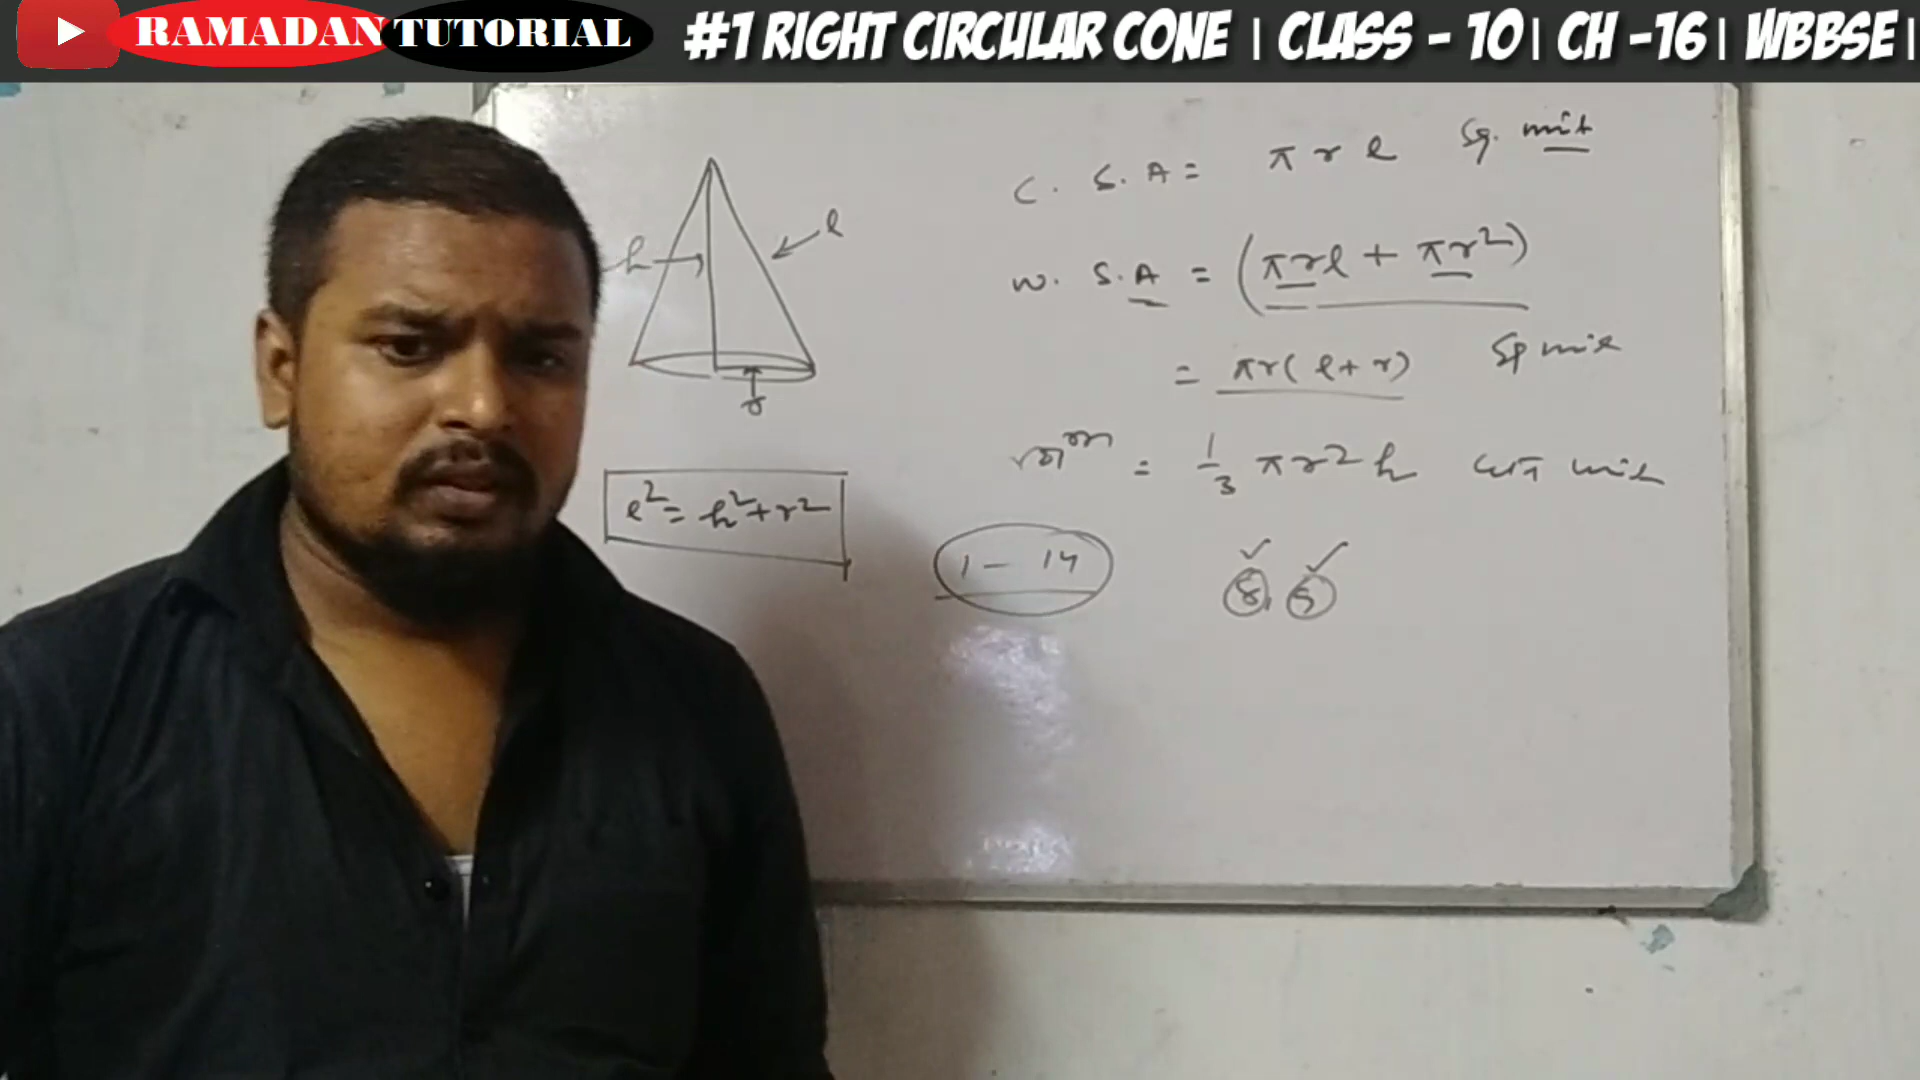 RAMADAN TUTORIAL #1 RIGHT CIRCULAR CONE | CLASS - 10 | CH -16 | WBBSE |
C. S.A = πrl Sq. unit
h
l
W. S.A = (πrl + πr²)
= πr(l+r) Sq unit
r
= 1/3 πr²h unit
l² = h² + r²
1 - 14
8, 5